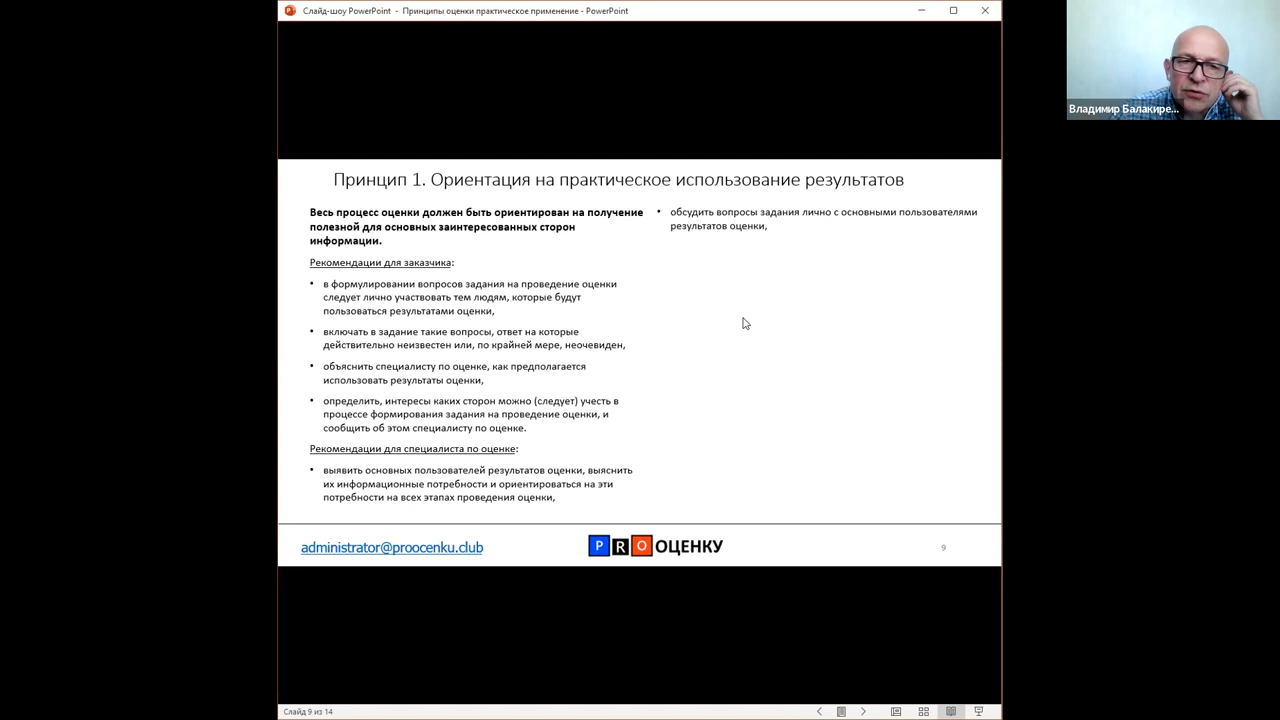 Слайд-шоу PowerPoint - Принципы оценки практическое применение - PowerPoint
Владимир Балакире...
Принцип 1. Ориентация на практическое использование результатов
Весь процесс оценки должен быть ориентирован на получение
полезной для основных заинтересованных сторон
информации.
Рекомендации для заказчика:
• в формулировании вопросов задания на проведение оценки
следует лично участвовать тем людям, которые будут
пользоваться результатами оценки,
• включать в задание такие вопросы, ответ на которые
действительно неизвестен или, по крайней мере, неочевиден,
• объяснить специалисту по оценке, как предполагается
использовать результаты оценки,
• определить, интересы каких сторон можно (следует) учесть в
процессе формирования задания на проведение оценки, и
сообщить об этом специалисту по оценке.
Рекомендации для специалиста по оценке:
• выявить основных пользователей результатов оценки, выяснить
их информационные потребности и ориентироваться на эти
потребности на всех этапах проведения оценки,
• обсудить вопросы задания лично с основными пользователями
результатов оценки,
administrator@proocenku.club
PRO ОЦЕНКУ
9
Слайд 9 из 14